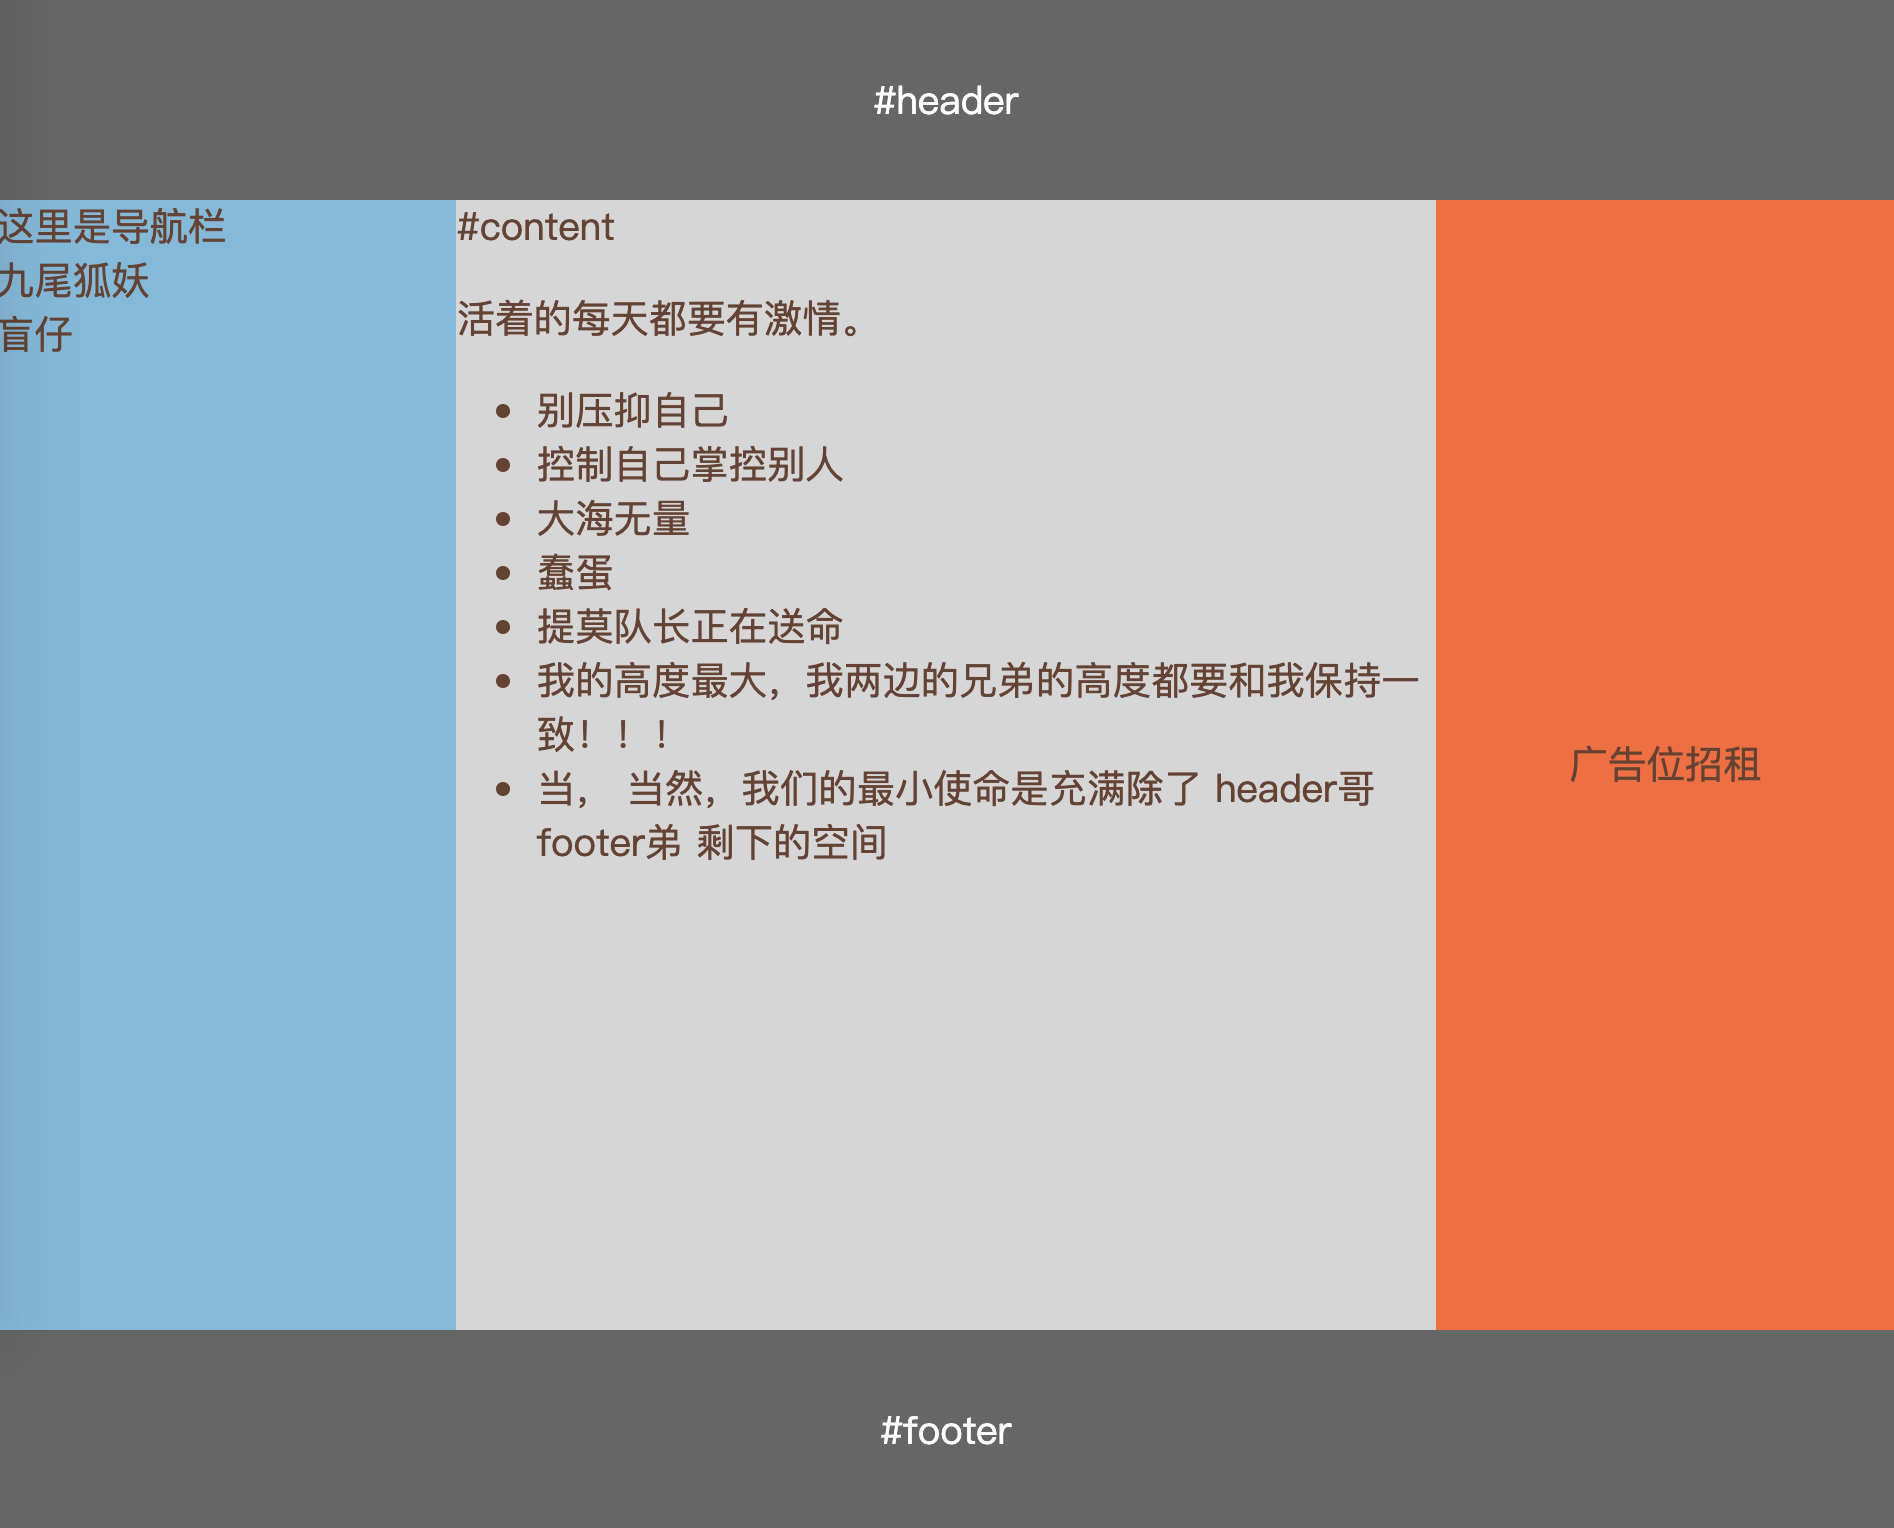 #header
这里是导航栏
九尾狐妖
盲仔
#content
活着的每天都要有激情。
别压抑自己
控制自己掌控别人
大海无量
蠢蛋
提莫队长正在送命
我的高度最大，我两边的兄弟的高度都要和我保持一
致！！！
当， 当然，我们的最小使命是充满除了 header哥
footer弟 剩下的空间
广告位招租
#footer